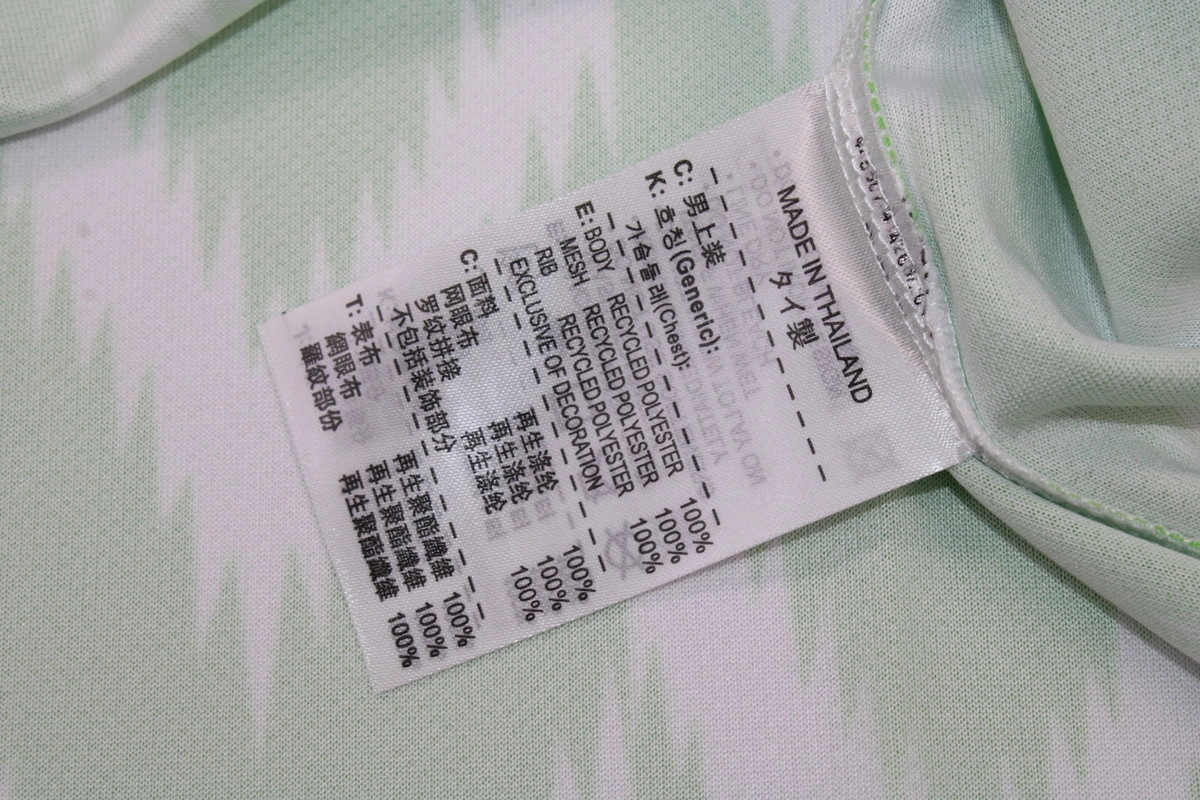 MADE IN THAILAND
タイ製
C: 男上装
K: 호칭(Generic):
가슴둘레(Chest):
E: BODY RECYCLED POLYESTER 100%
MESH RECYCLED POLYESTER 100%
RIB RECYCLED POLYESTER 100%
EXCLUSIVE OF DECORATION
C: 面料 再生涤纶 100%
网眼布 再生涤纶 100%
罗纹拼接 再生涤纶 100%
不包括装饰部分
T: 表布 再生聚酯纖維 100%
網眼布 再生聚酯纖維 100%
羅紋部份 再生聚酯纖維 100%